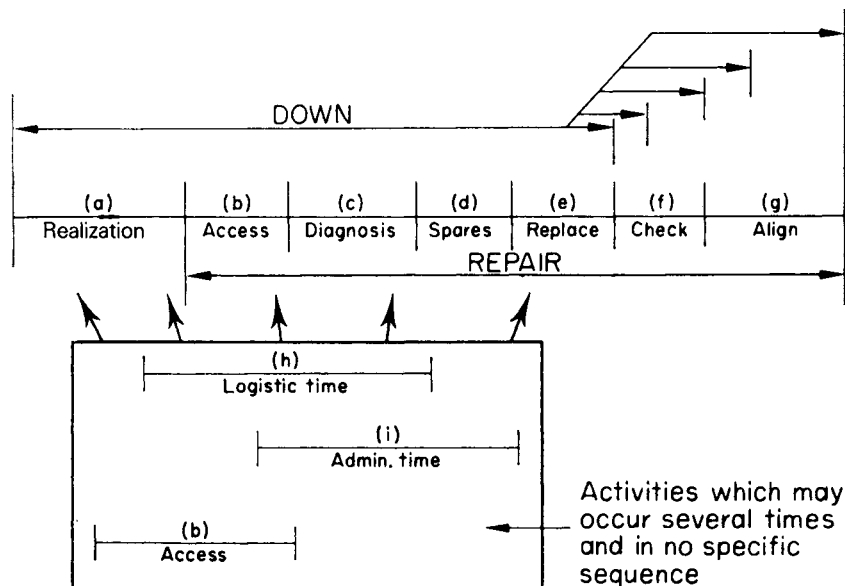 DOWN
(a) (b) (c) (d) (e) (f) (g)
Realization Access Diagnosis Spares Replace Check Align
REPAIR
(h)
Logistic time
(i)
Admin. time
(b)
Access
Activities which may
occur several times
and in no specific
sequence